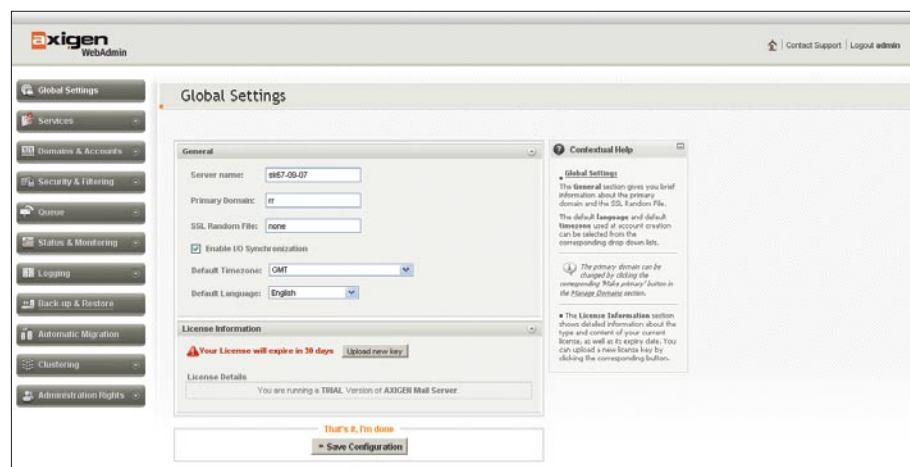 axigen
WebAdmin
Contact Support | Logout admin
Global Settings
Services
Domains & Accounts
Security & Filtering
Queue
Status & Monitoring
Logging
Back-up & Restore
Automatic Migration
Clustering
Administration Rights
Global Settings
General
Server name: slr67-09-07
Primary Domain: rr
SSL Random File: none
Enable I/O Synchronization
Default Timezone: GMT
Default Language: English
License Information
Your License will expire in 30 days Upload new key
License Details
You are running a TRIAL Version of AXIGEN Mail Server.
That's it, I'm done
Save Configuration
Contextual Help
Global Settings
The General section gives you brief
information about the primary
domain and the SSL Random File.
The default language and default
timezone used at account creation
can be selected from the
corresponding drop down lists.
The primary domain can be
changed by clicking the
corresponding 'Make primary' button in
the Manage Domains section.
The License Information section
shows detailed information about the
type and content of your current
license, as well as its expiry date. You
can upload a new license key by
clicking the corresponding button.